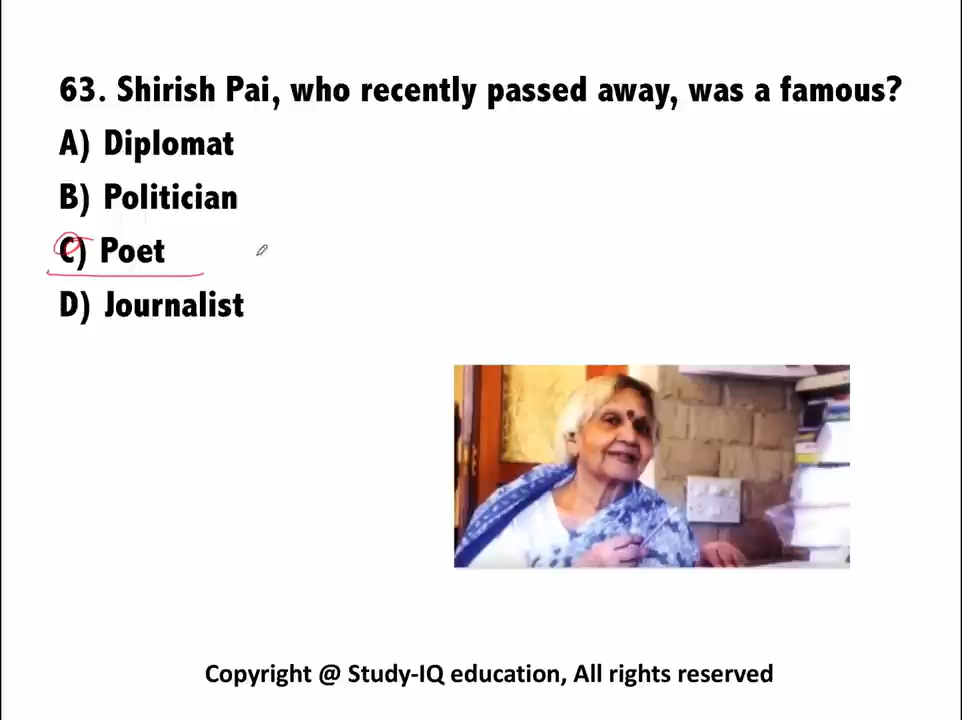 63. Shirish Pai, who recently passed away, was a famous?
A) Diplomat
B) Politician
C) Poet
D) Journalist
Copyright @ Study-IQ education, All rights reserved